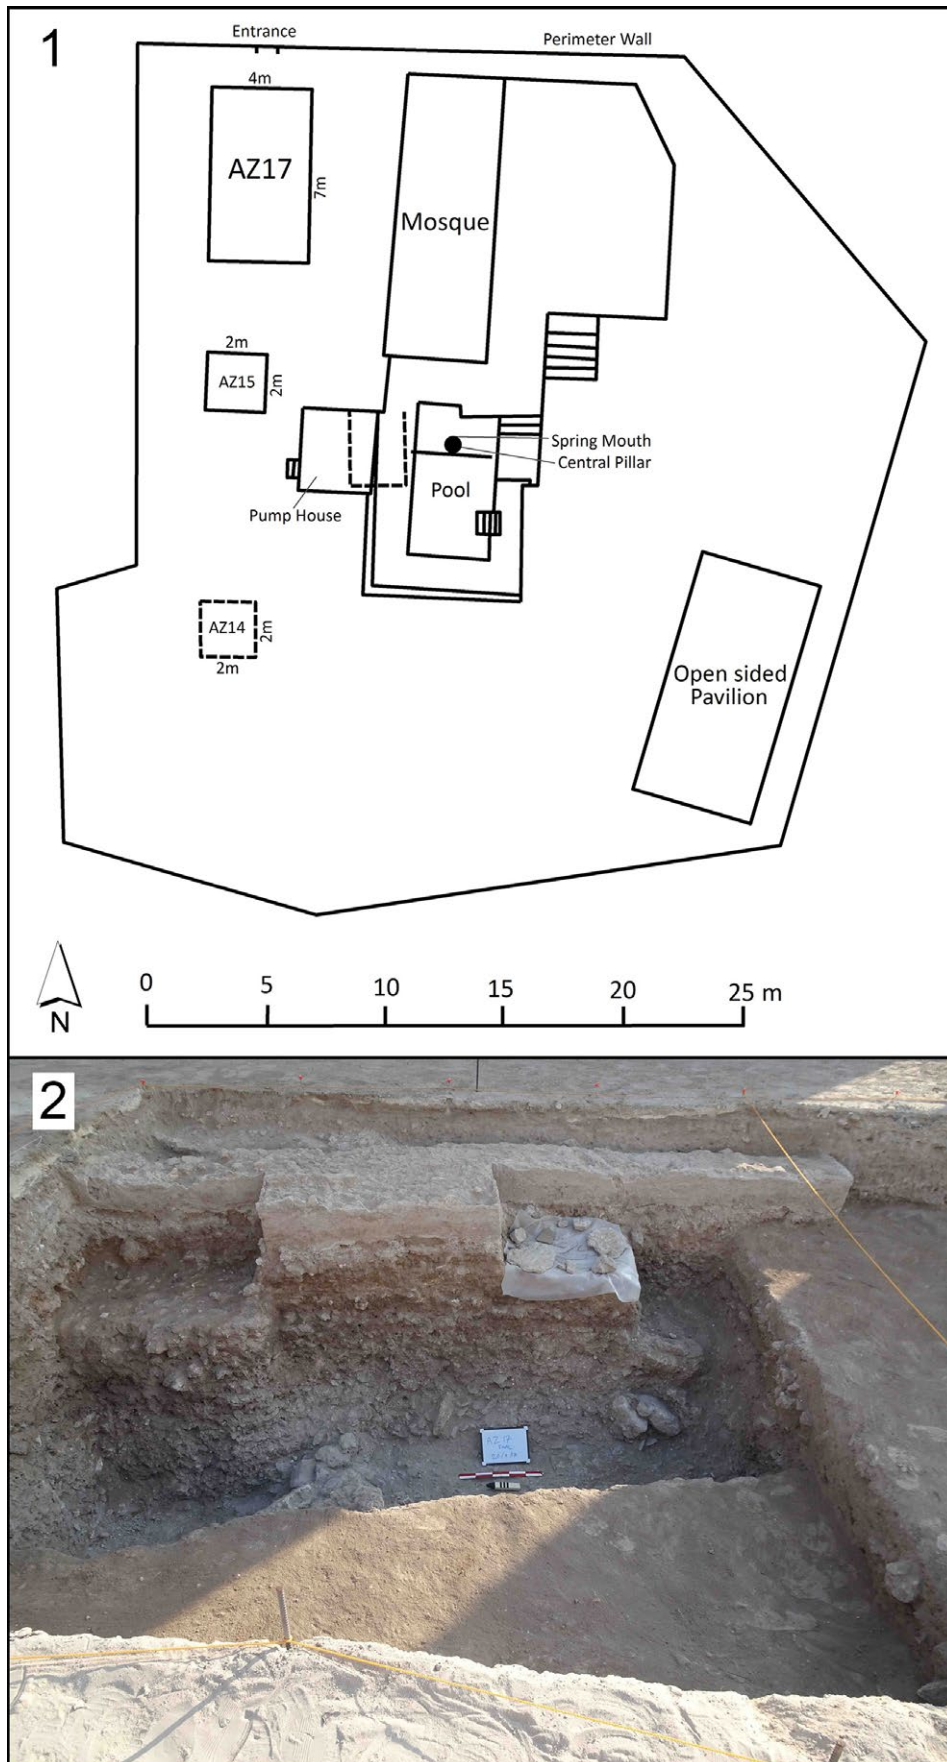 1
Entrance
Perimeter Wall
4m
AZ17
7m
Mosque
2m
AZ15
2m
Spring Mouth
Central Pillar
Pool
Pump House
AZ14
2m
2m
Open sided
Pavilion
N
0
5
10
15
20
25 m
2
AZ 17